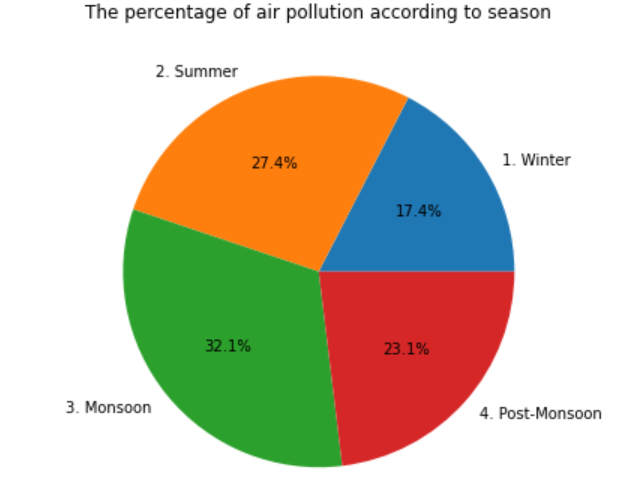 The percentage of air pollution according to season
2. Summer
27.4%
1. Winter
17.4%
32.1%
23.1%
3. Monsoon
4. Post-Monsoon